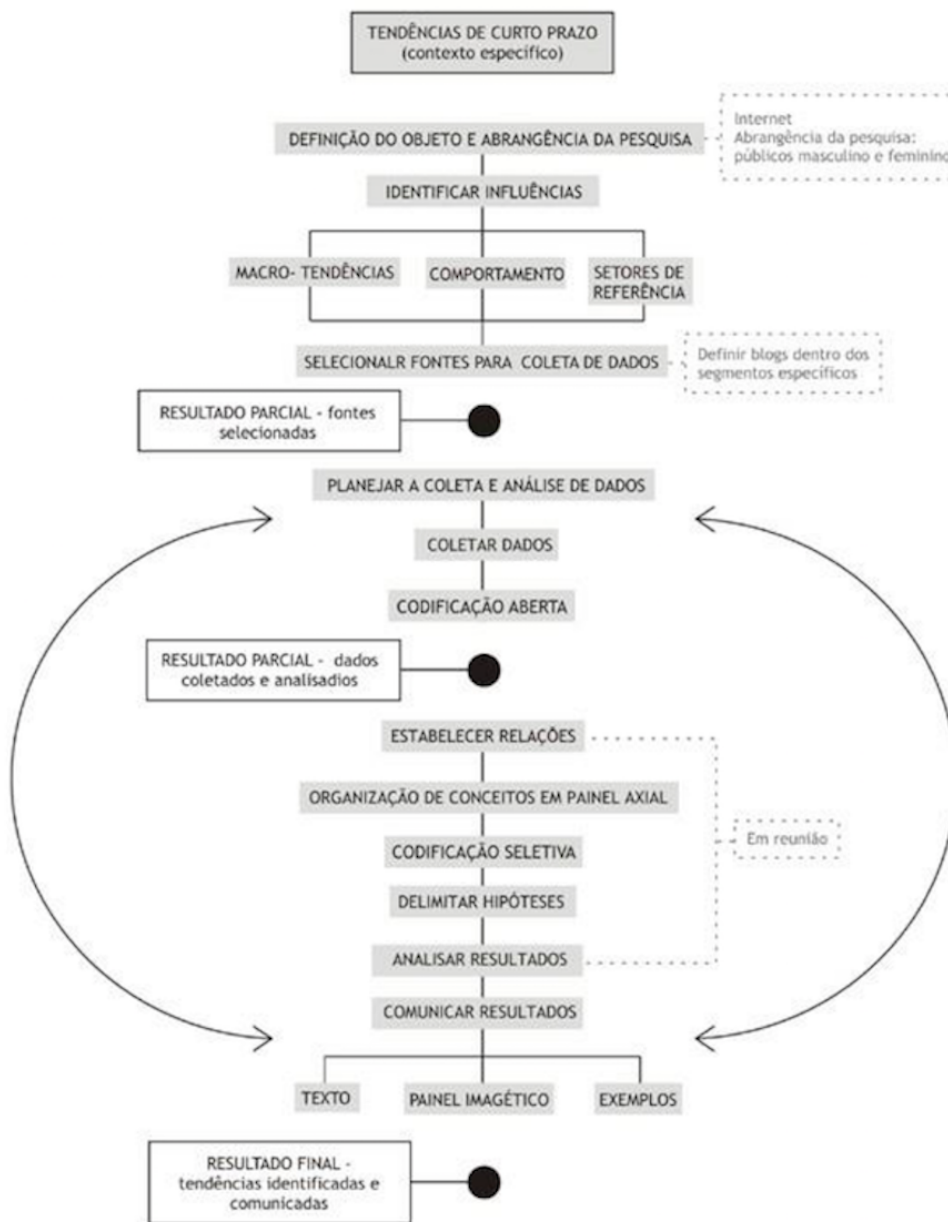 TENDÊNCIAS DE CURTO PRAZO
(contexto específico)
Internet
Abrangência da pesquisa:
públicos masculino e feminino
DEFINIÇÃO DO OBJETO E ABRANGÊNCIA DA PESQUISA
IDENTIFICAR INFLUÊNCIAS
MACRO- TENDÊNCIAS
COMPORTAMENTO
SETORES DE
REFERÊNCIA
SELECIONALR FONTES PARA COLETA DE DADOS
Definir blogs dentro dos
segmentos específicos
RESULTADO PARCIAL - fontes
selecionadas
PLANEJAR A COLETA E ANÁLISE DE DADOS
COLETAR DADOS
CODIFICAÇÃO ABERTA
RESULTADO PARCIAL - dados
coletados e analisadios
ESTABELECER RELAÇÕES
ORGANIZAÇÃO DE CONCEITOS EM PAINEL AXIAL
CODIFICAÇÃO SELETIVA
Em reunião
DELIMITAR HIPÓTESES
ANALISAR RESULTADOS
COMUNICAR RESULTADOS
TEXTO
PAINEL IMAGÉTICO
EXEMPLOS
RESULTADO FINAL -
tendências identificadas e
comunicadas